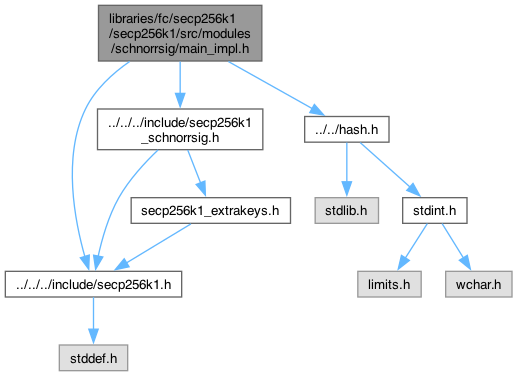 libraries/fc/secp256k1
/secp256k1/src/modules
/schnorrsig/main_impl.h
../../../include/secp256k1
_schnorrsig.h
../../hash.h
secp256k1_extrakeys.h
stdlib.h
stdint.h
../../../include/secp256k1.h
limits.h
wchar.h
stddef.h